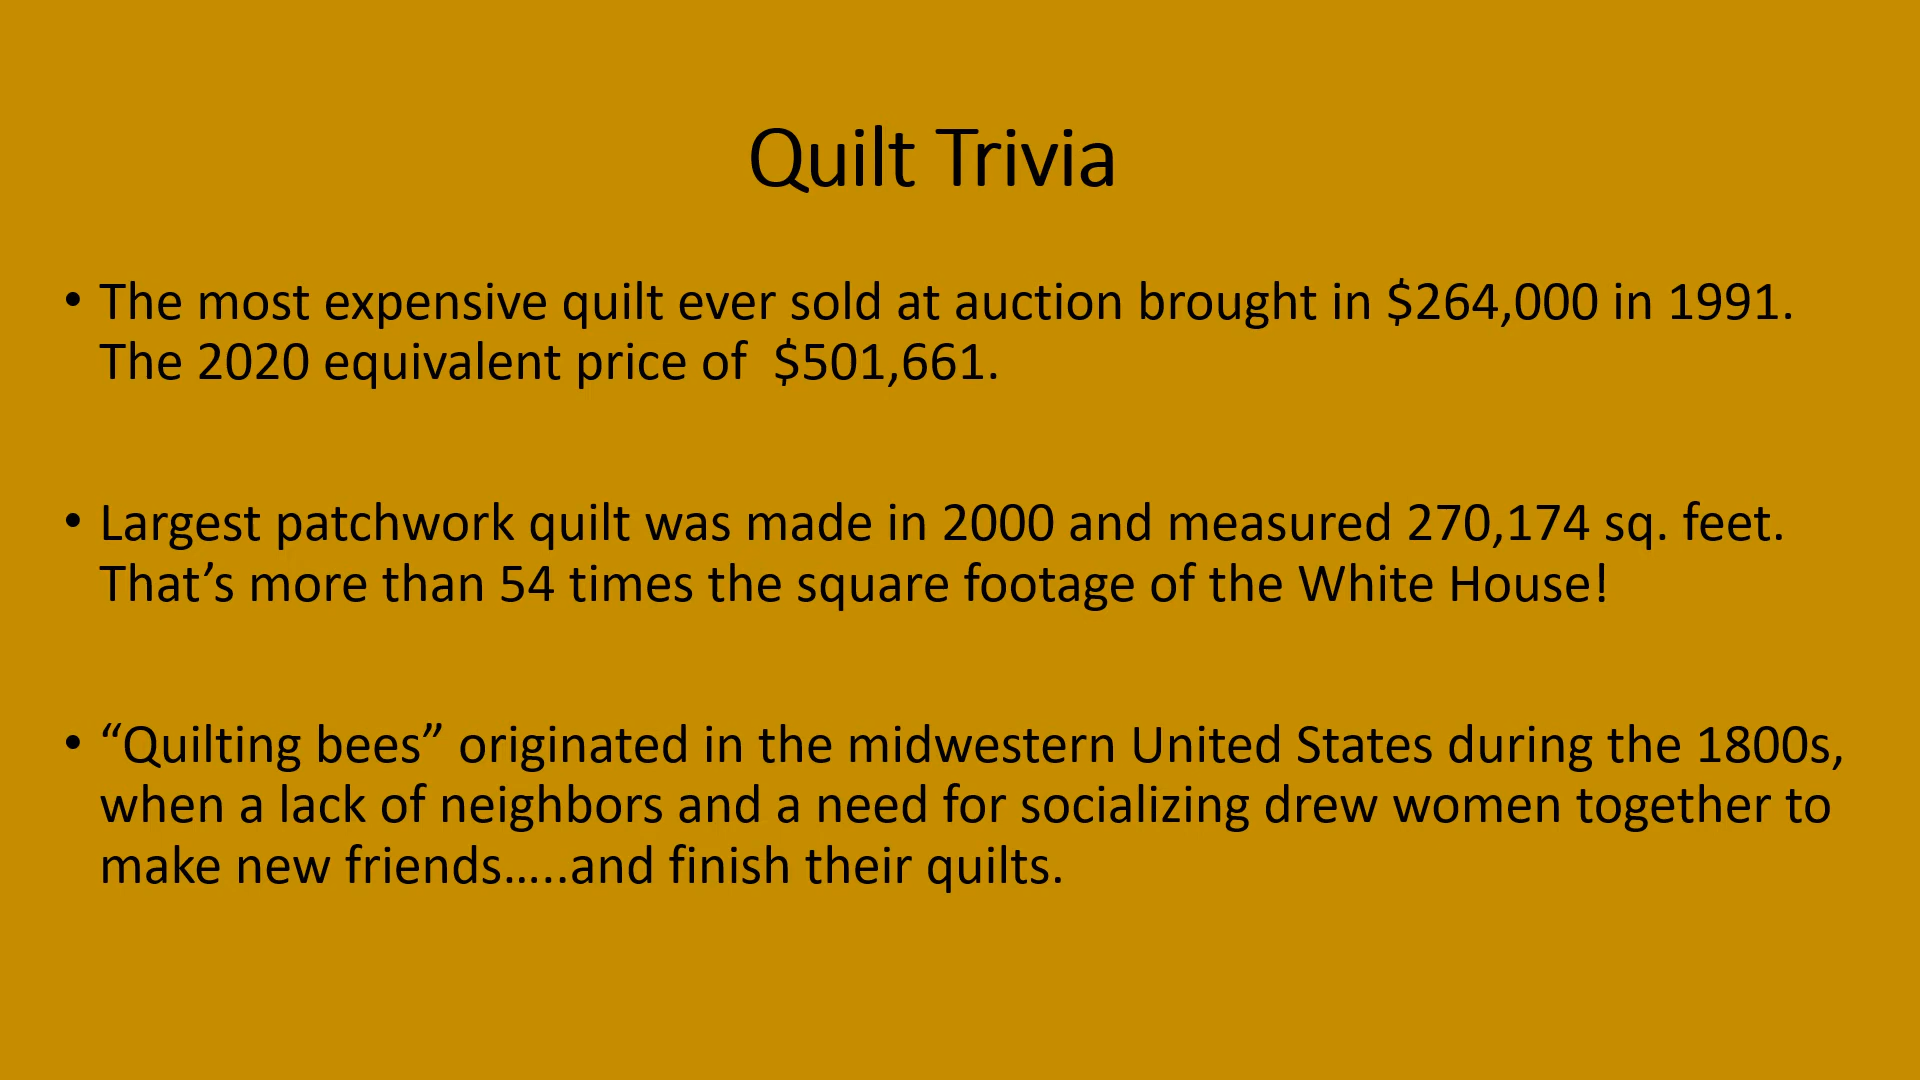 Quilt Trivia
• The most expensive quilt ever sold at auction brought in $264,000 in 1991.
The 2020 equivalent price of  $501,661.
• Largest patchwork quilt was made in 2000 and measured 270,174 sq. feet.
That’s more than 54 times the square footage of the White House!
• “Quilting bees” originated in the midwestern United States during the 1800s,
when a lack of neighbors and a need for socializing drew women together to
make new friends…..and finish their quilts.